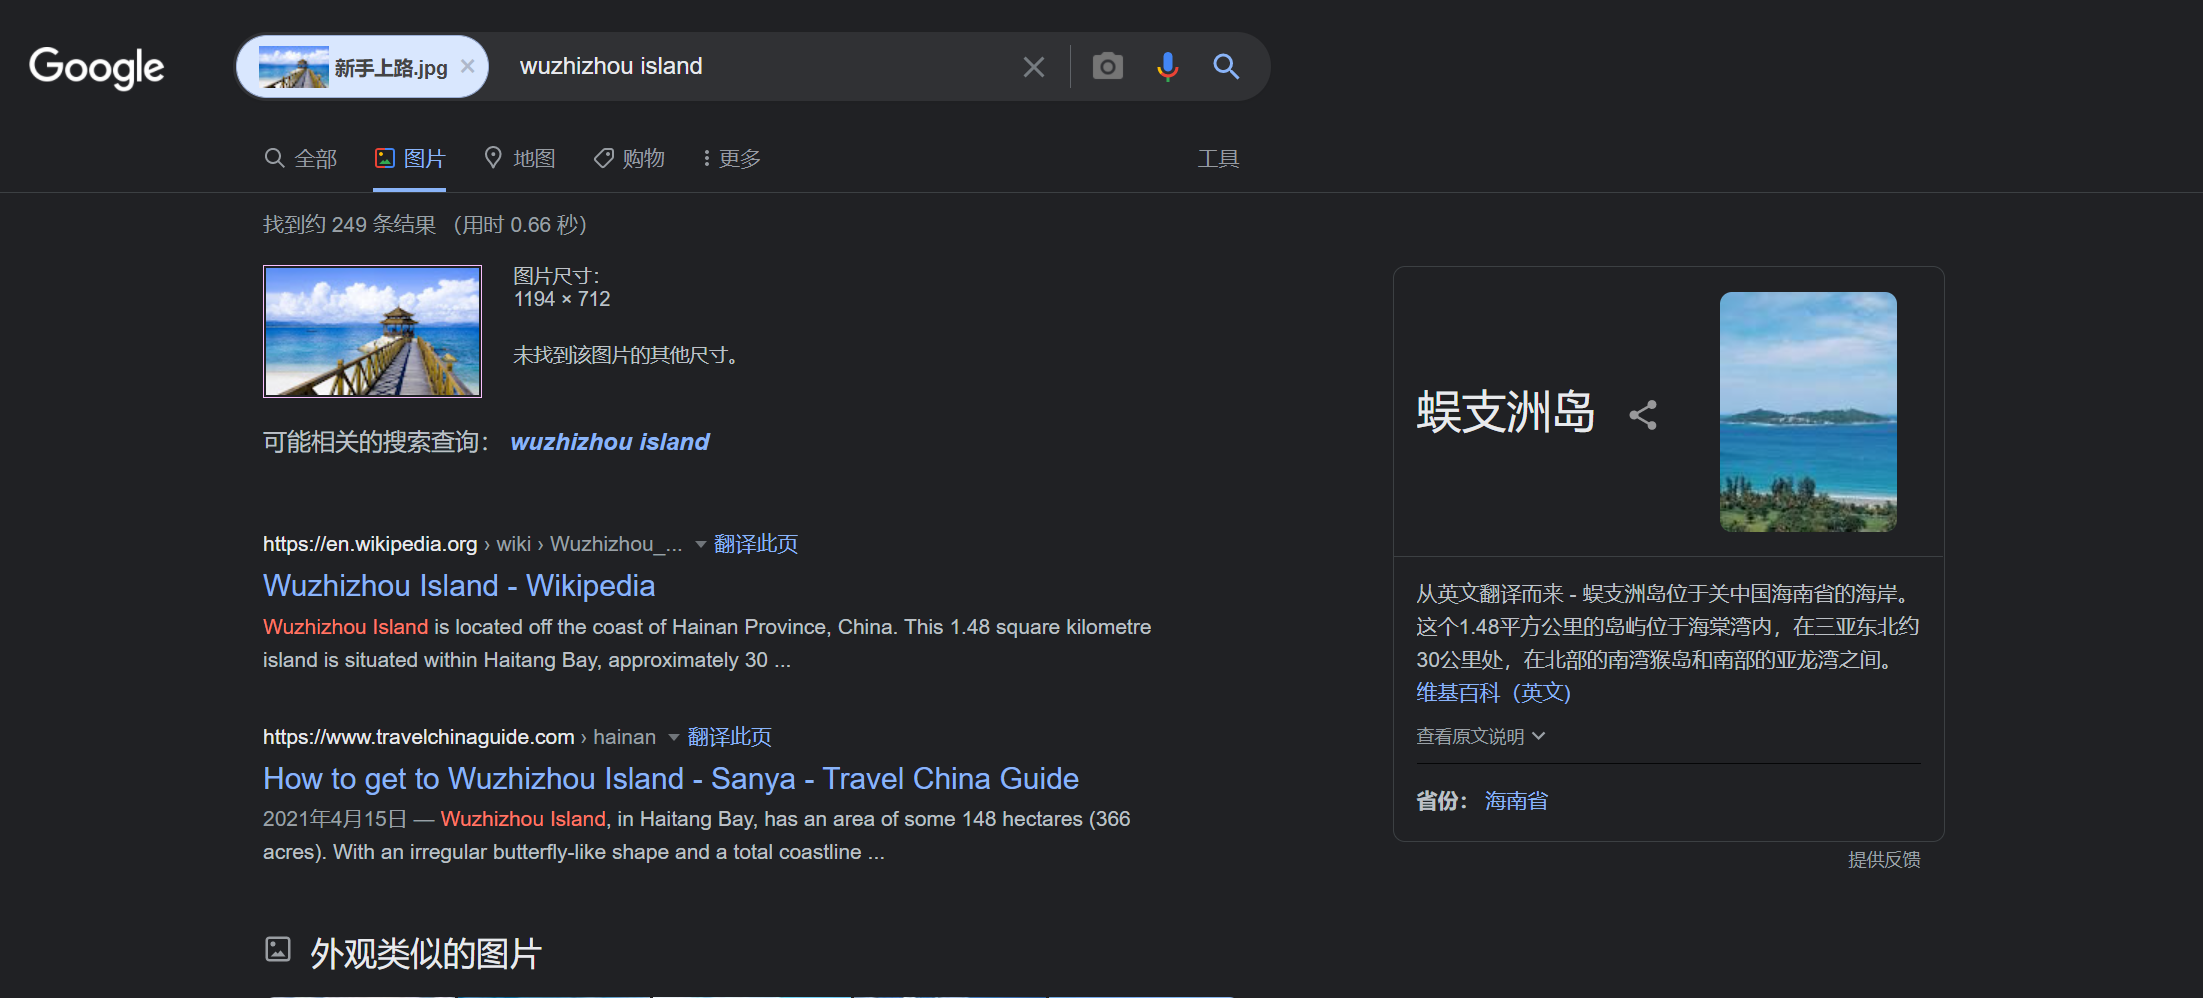 Google
新手上路.jpg
wuzhizhou island
全部
图片
地图
购物
更多
工具
找到约 249 条结果 （用时 0.66 秒）
图片尺寸：
1194 × 712
未找到该图片的其他尺寸。
可能相关的搜索查询： wuzhizhou island
https://en.wikipedia.org › wiki › Wuzhizhou_... 翻译此页
Wuzhizhou Island - Wikipedia
Wuzhizhou Island is located off the coast of Hainan Province, China. This 1.48 square kilometre
island is situated within Haitang Bay, approximately 30 ...
https://www.travelchinaguide.com › hainan 翻译此页
How to get to Wuzhizhou Island - Sanya - Travel China Guide
2021年4月15日 — Wuzhizhou Island, in Haitang Bay, has an area of some 148 hectares (366
acres). With an irregular butterfly-like shape and a total coastline ...
外观类似的图片
蜈支洲岛
从英文翻译而来 - 蜈支洲岛位于关中国海南省的海岸。
这个1.48平方公里的岛屿位于海棠湾内，在三亚东北约
30公里处，在北部的南湾猴岛和南部的亚龙湾之间。
维基百科（英文）
查看原文说明
省份： 海南省
提供反馈